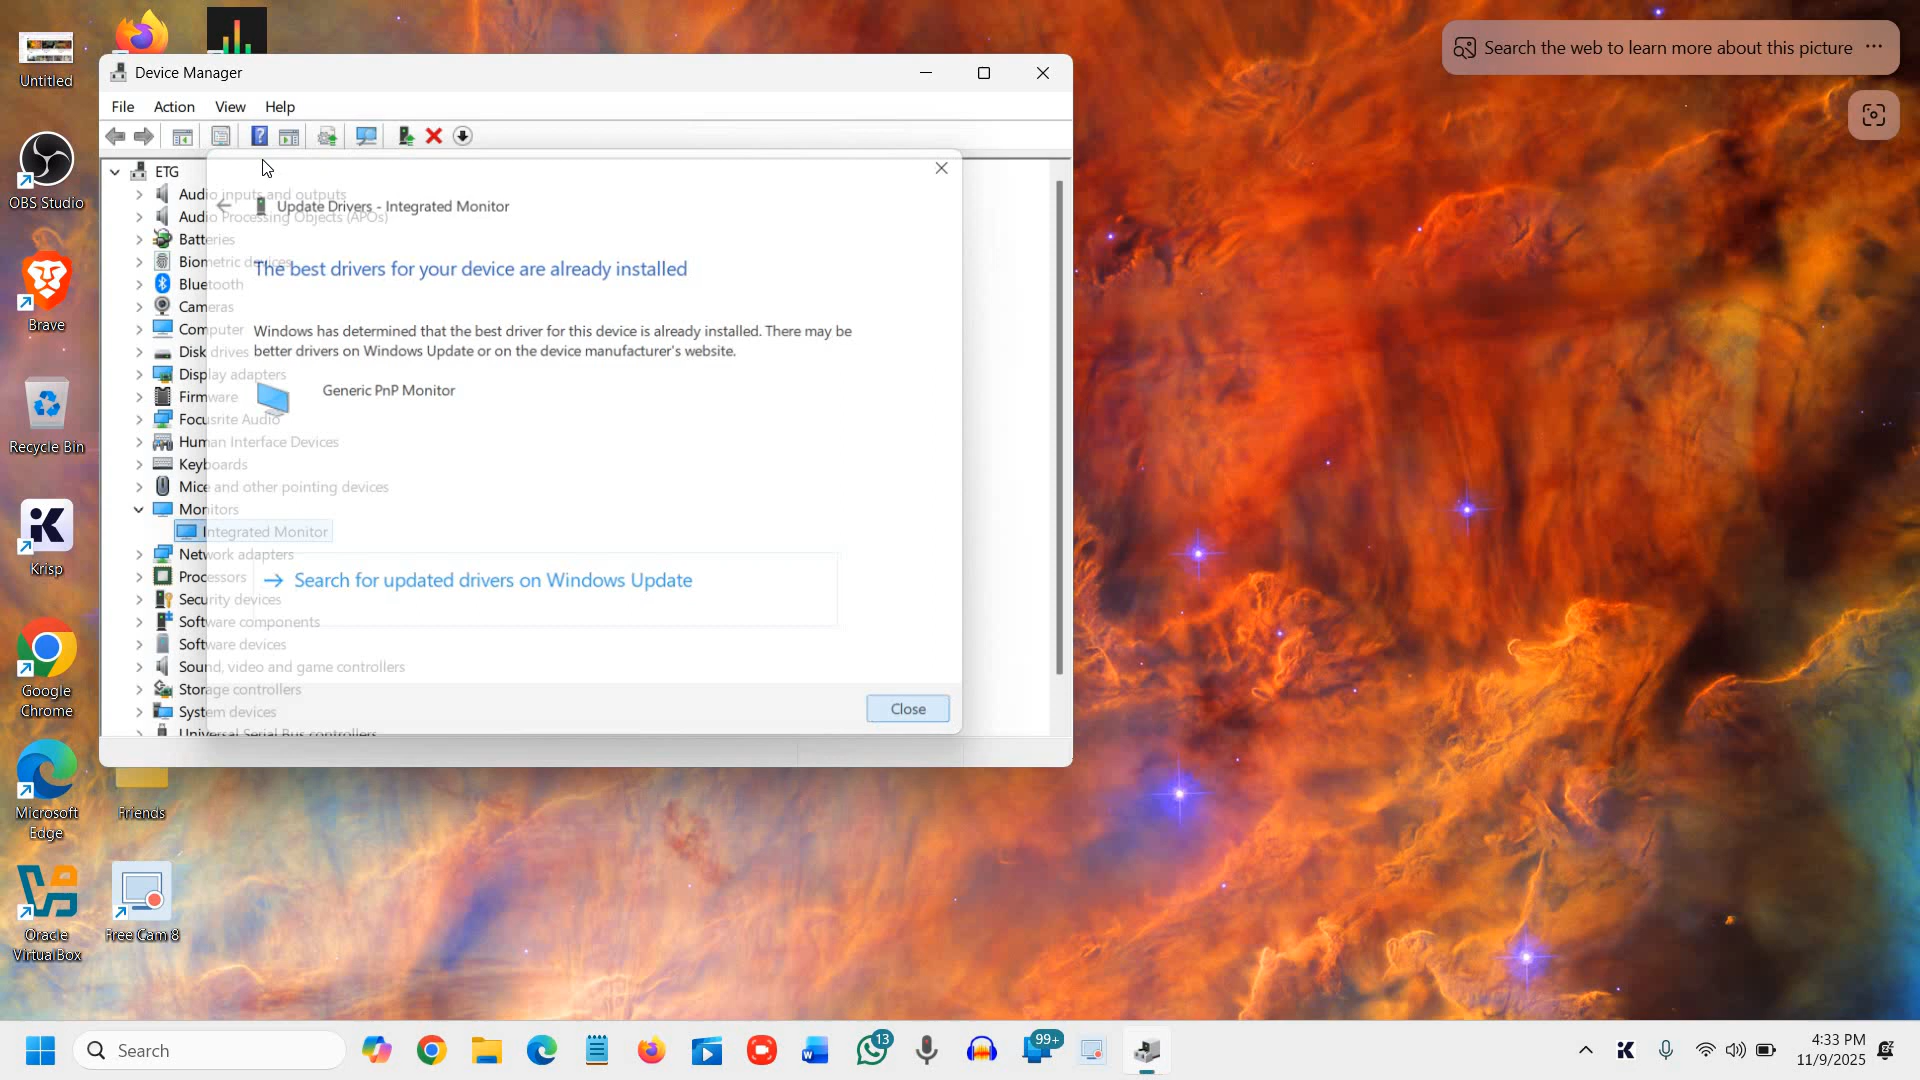 Untitled
OBS Studio
Brave
Recycle Bin
Krisp
Google
Chrome
Microsoft
Edge
Oracle
VirtualBox
Friends
Free Cam 8
Search the web to learn more about this picture
Device Manager
File Action View Help
ETG
Audio inputs and outputs
Audio Processing Objects (APOs)
Batteries
Biometric devices
Bluetooth
Cameras
Computer
Disk drives
Display adapters
Firmware
Focusrite Audio
Human Interface Devices
Keyboards
Mice and other pointing devices
Monitors
Integrated Monitor
Network adapters
Processors
Security devices
Software components
Software devices
Sound, video and game controllers
Storage controllers
System devices
Universal Serial Bus controllers
Update Drivers - Integrated Monitor
The best drivers for your device are already installed
Windows has determined that the best driver for this device is already installed. There may be
better drivers on Windows Update or on the device manufacturer's website.
Generic PnP Monitor
Search for updated drivers on Windows Update
Close
Search
13
99+
4:33 PM
11/9/2025